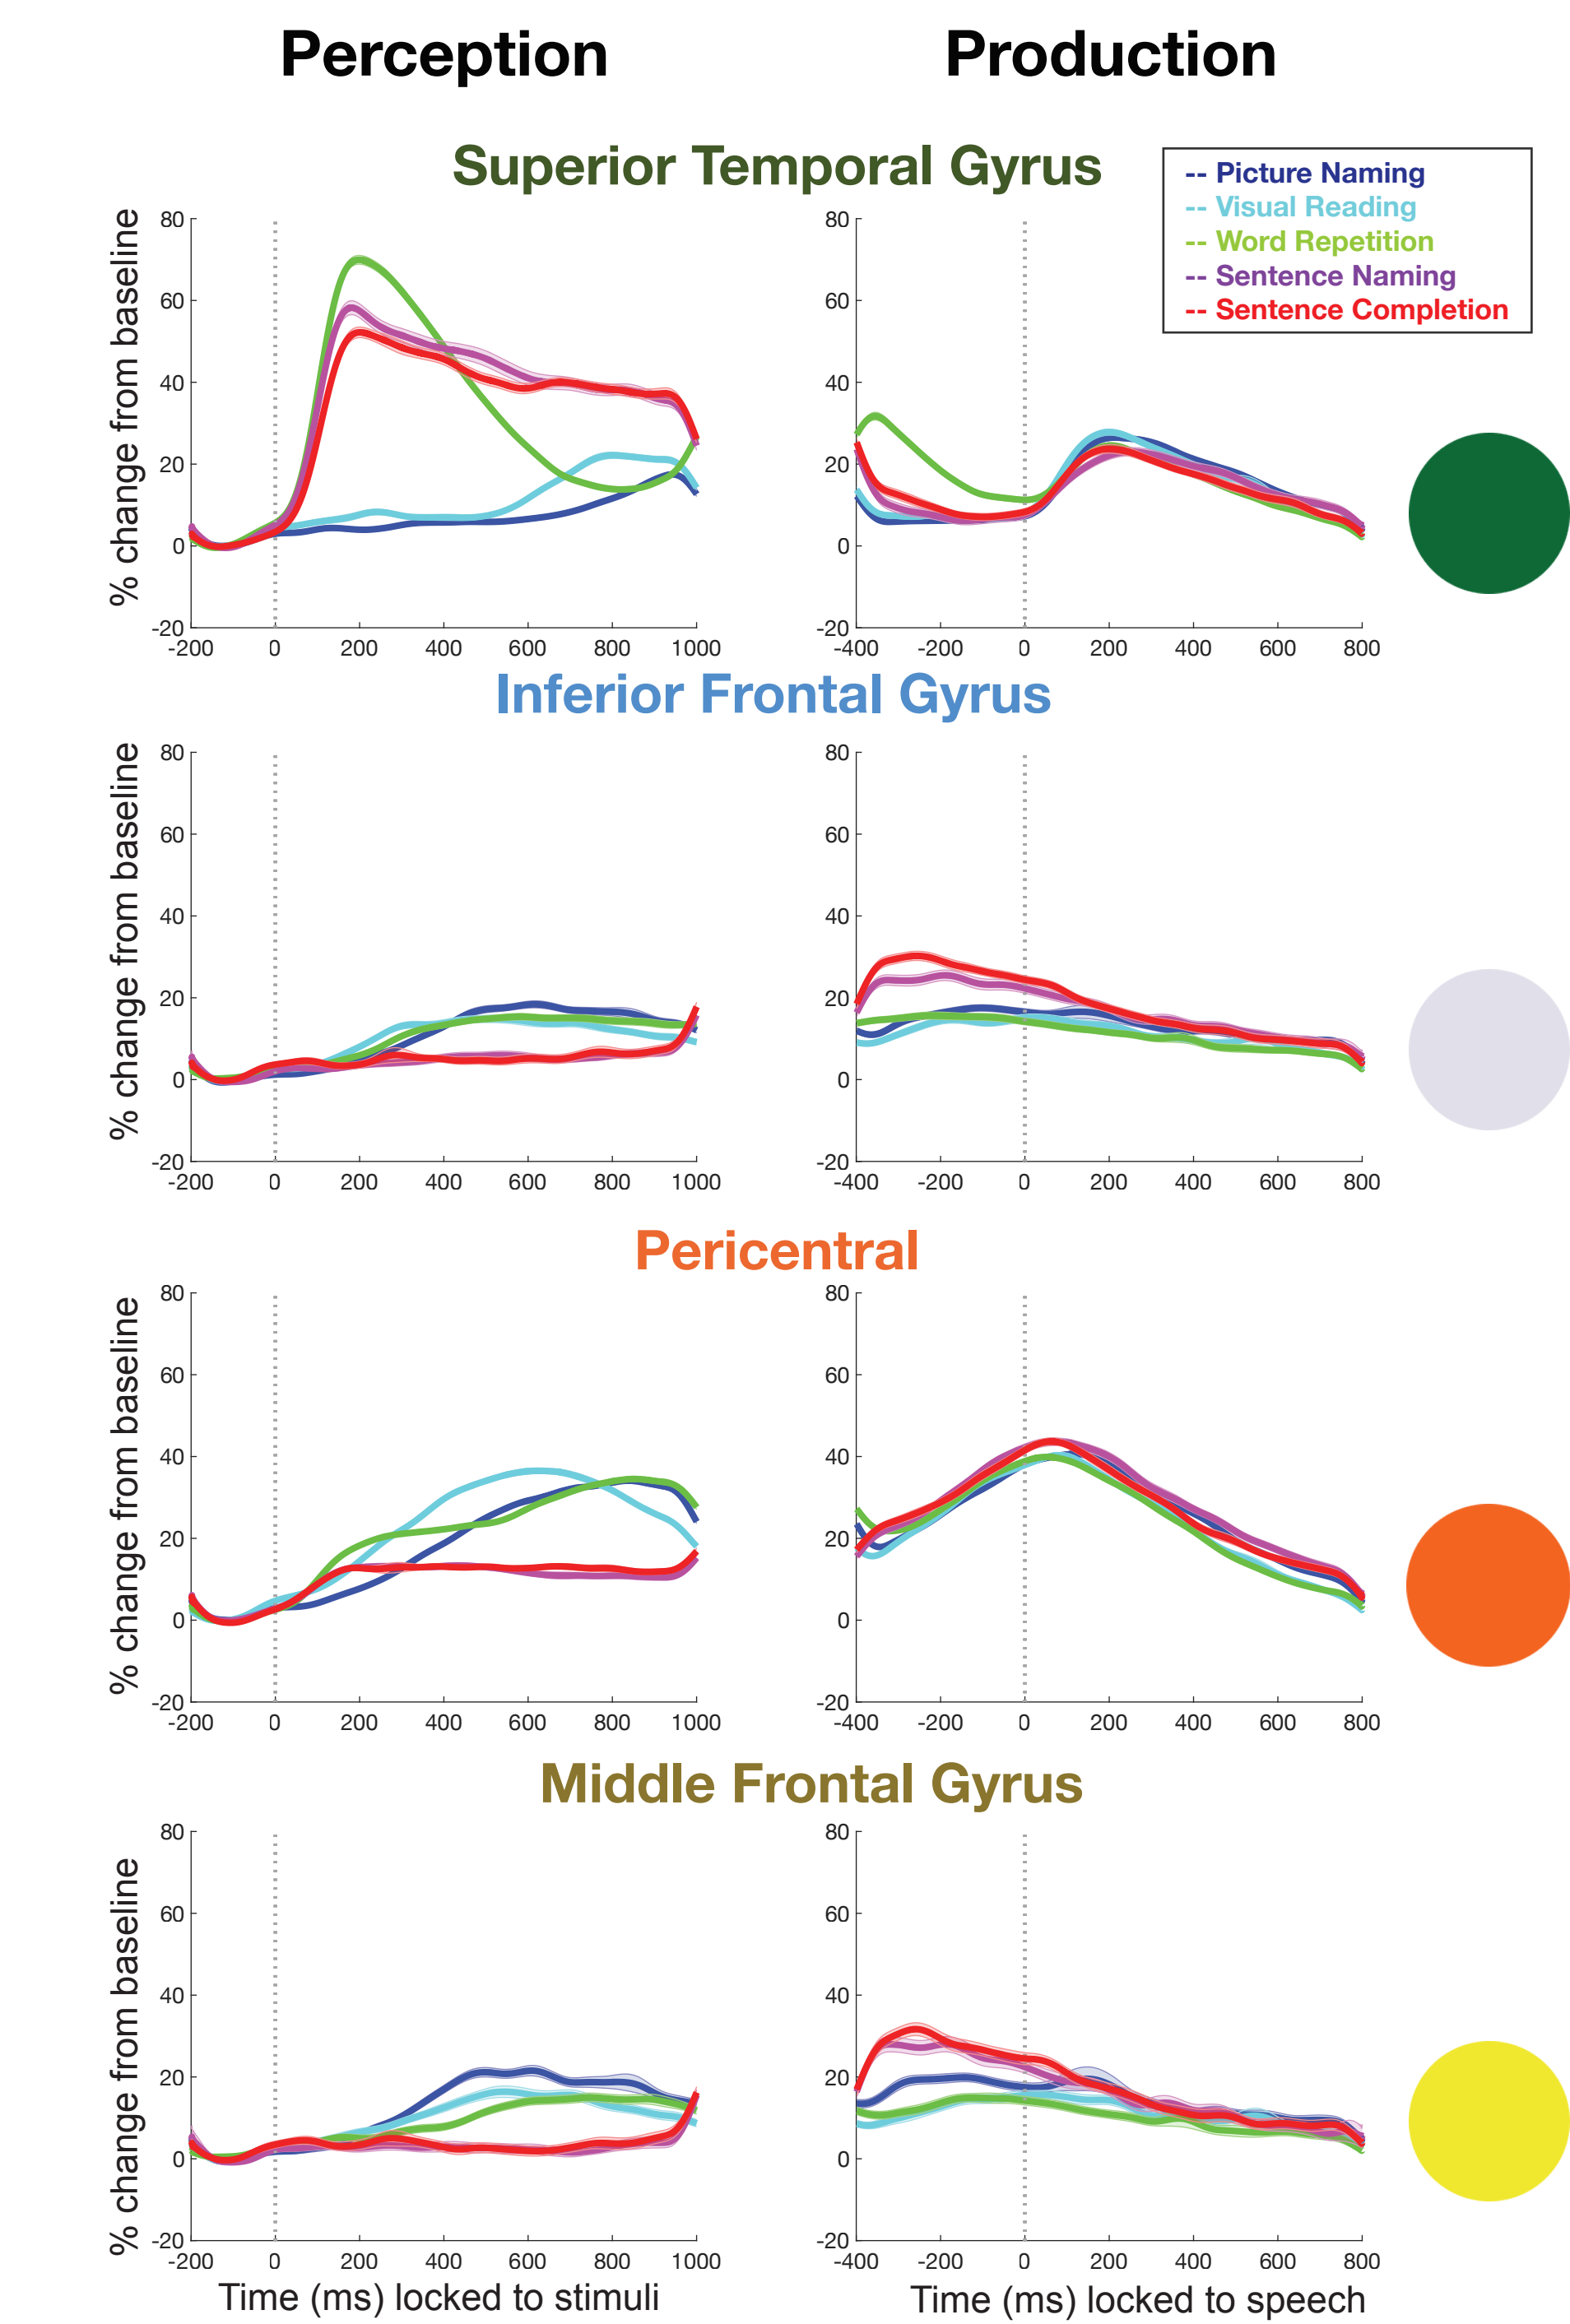 Perception Production
Superior Temporal Gyrus
-- Picture Naming
-- Visual Reading
-- Word Repetition
-- Sentence Naming
-- Sentence Completion
% change from baseline
80
60
40
20
0
-20
-200 0 200 400 600 800 1000
80
60
40
20
0
-20
-400 -200 0 200 400 600 800
Inferior Frontal Gyrus
% change from baseline
80
60
40
20
0
-20
-200 0 200 400 600 800 1000
80
60
40
20
0
-20
-400 -200 0 200 400 600 800
Pericentral
% change from baseline
80
60
40
20
0
-20
-200 0 200 400 600 800 1000
80
60
40
20
0
-20
-400 -200 0 200 400 600 800
Middle Frontal Gyrus
% change from baseline
80
60
40
20
0
-20
-200 0 200 400 600 800 1000
Time (ms) locked to stimuli
80
60
40
20
0
-20
-400 -200 0 200 400 600 800
Time (ms) locked to speech